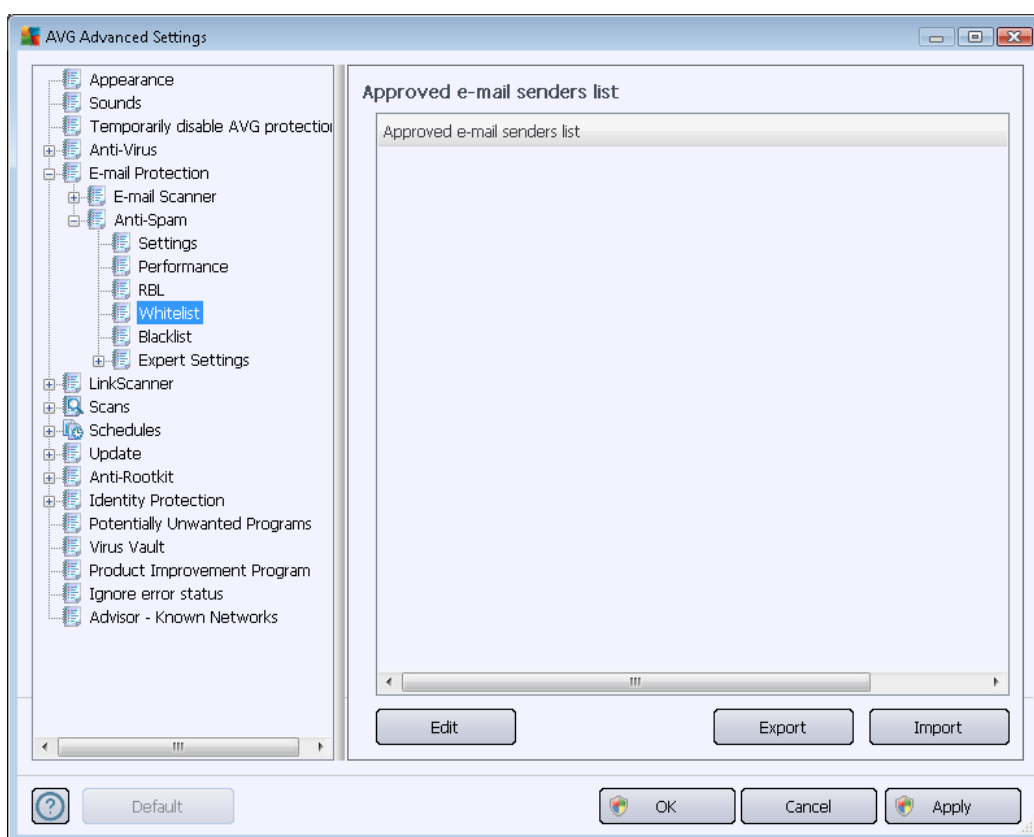 AVG Advanced Settings
Appearance
Sounds
Temporarily disable AVG protection
Anti-Virus
E-mail Protection
E-mail Scanner
Anti-Spam
Settings
Performance
RBL
Whitelist
Blacklist
Expert Settings
LinkScanner
Scans
Schedules
Update
Anti-Rootkit
Identity Protection
Potentially Unwanted Programs
Virus Vault
Product Improvement Program
Ignore error status
Advisor - Known Networks
Approved e-mail senders list
Approved e-mail senders list
Edit
Export
Import
?
Default
OK
Cancel
Apply